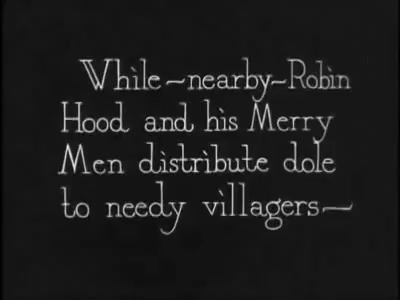 While—nearby—Robin
Hood and his Merry
Men distribute dole
to needy villagers—